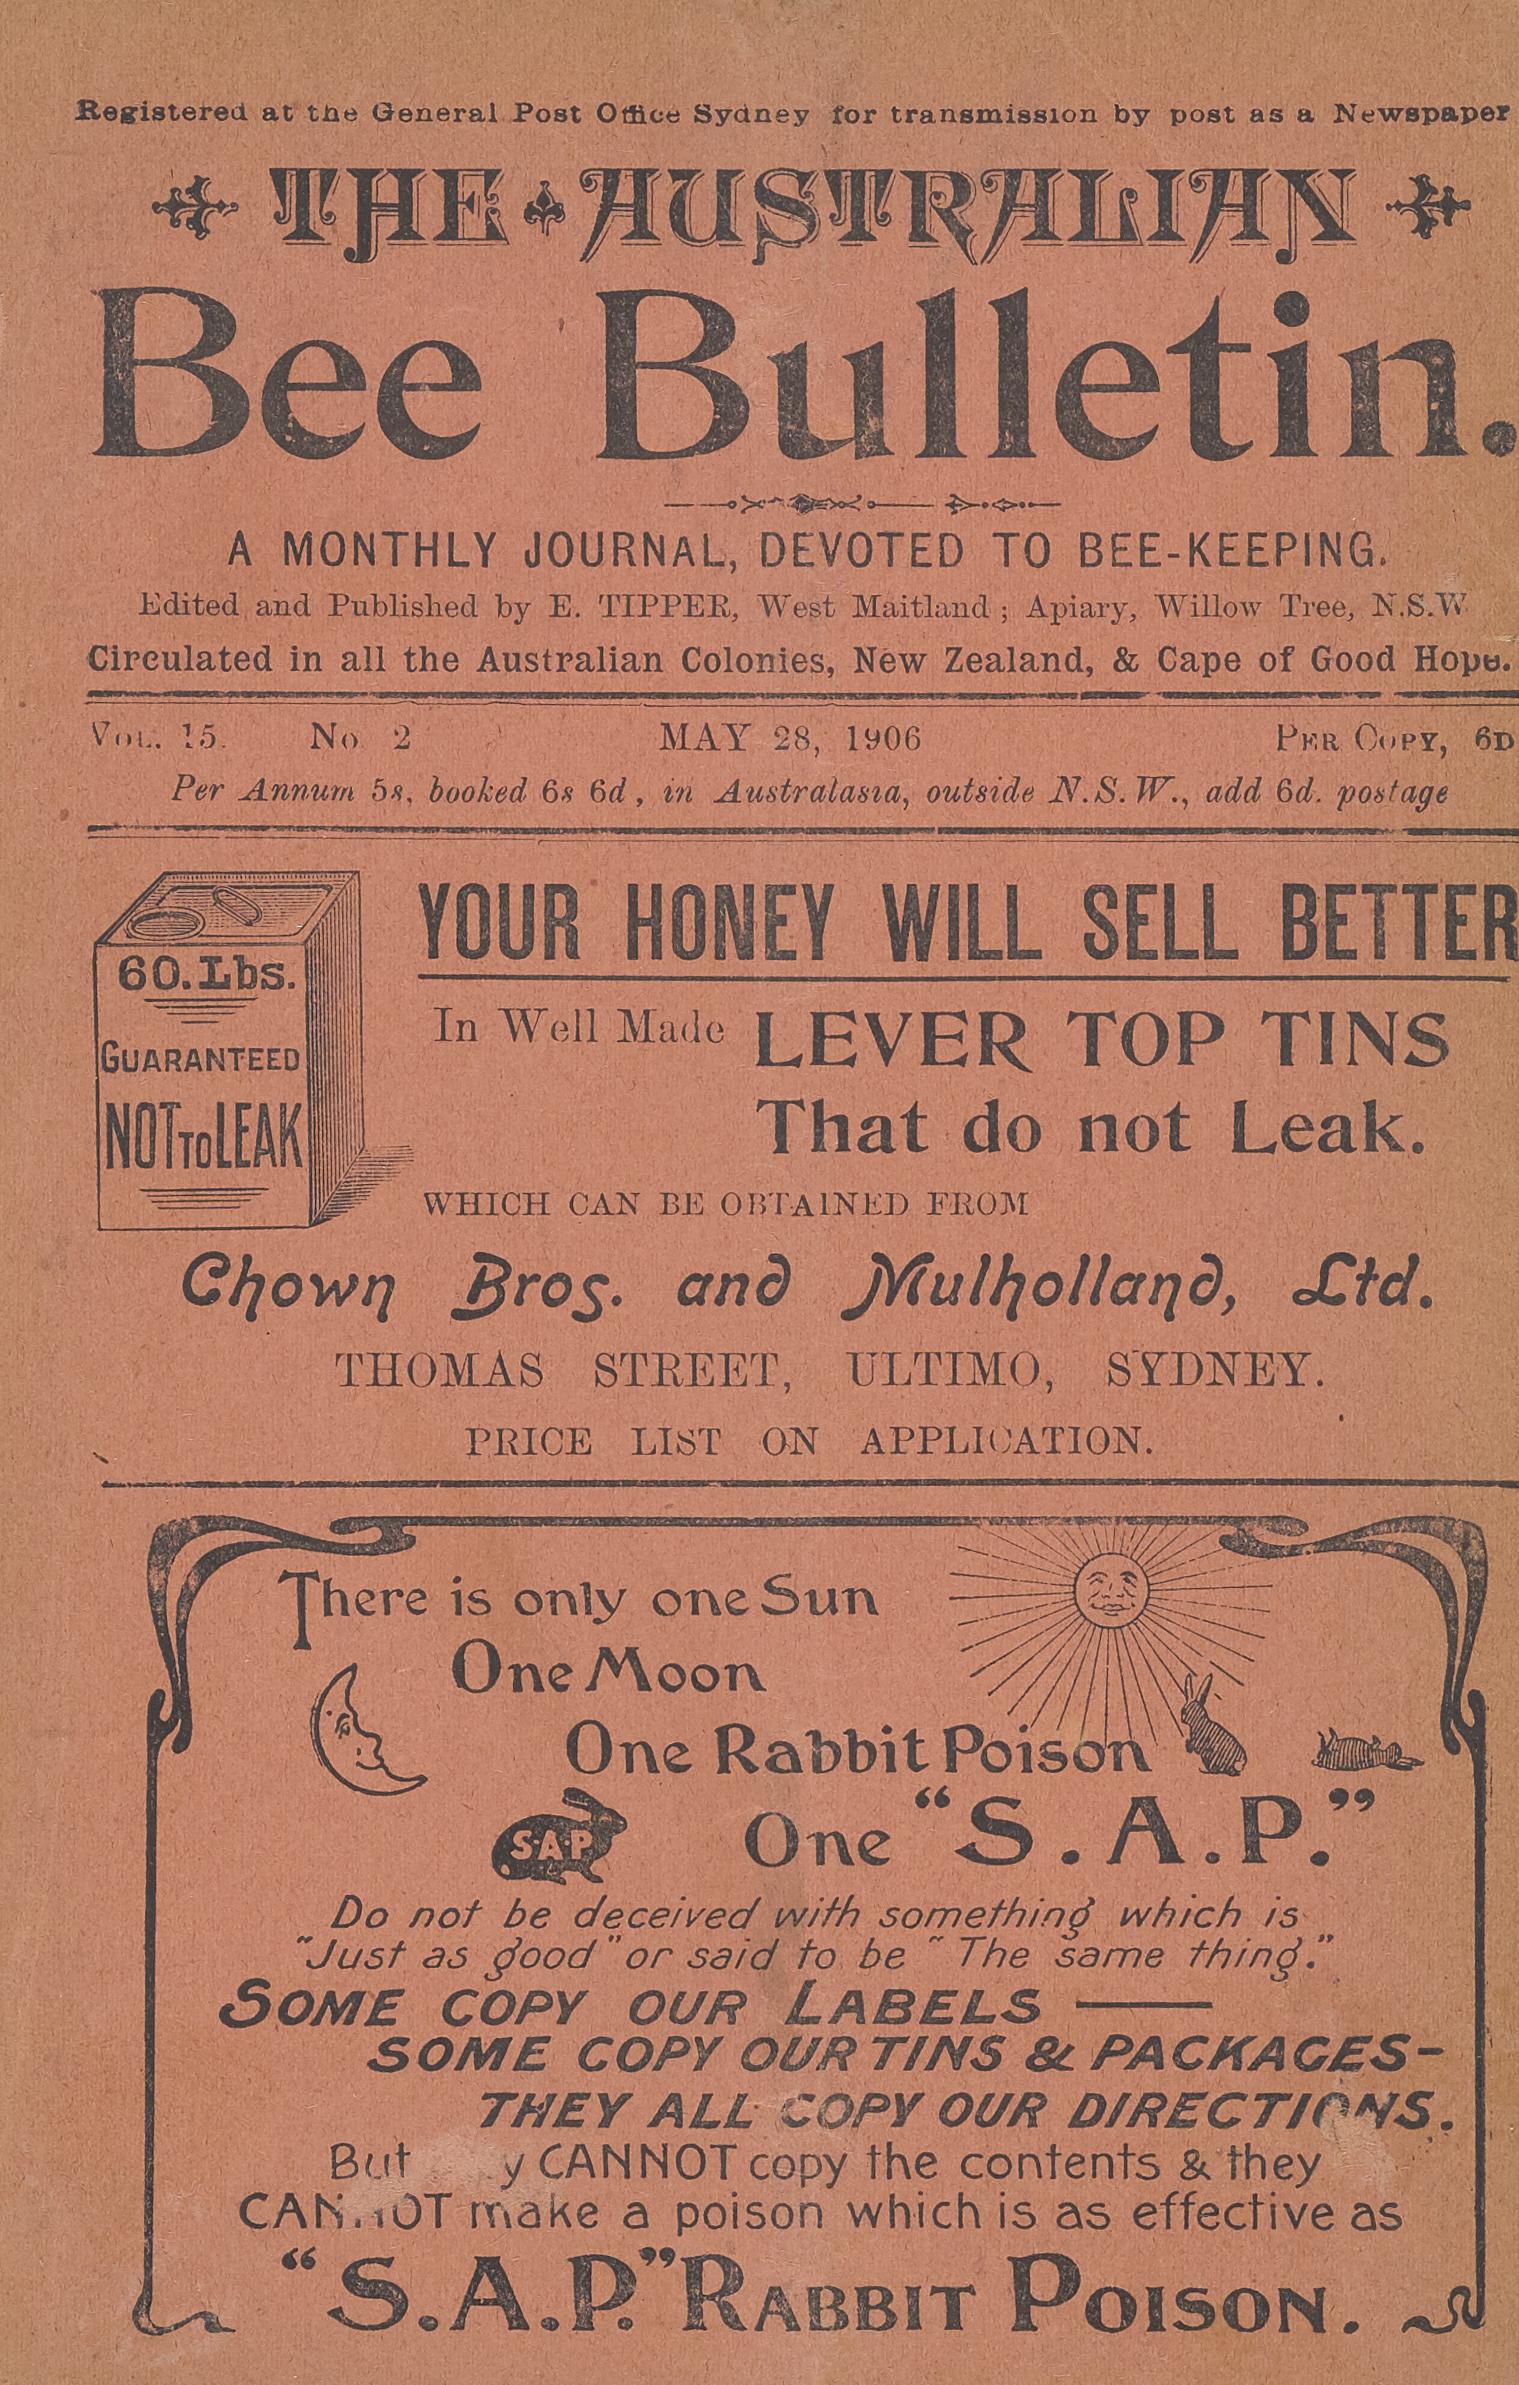 Registered at the General Post Office Sydney for transmission by post as a Newspaper
THE AUSTRALIAN
Bee Bulletin.
A MONTHLY JOURNAL, DEVOTED TO BEE-KEEPING.
Edited and Published by E. TIPPER, West Maitland ; Apiary, Willow Tree, N.S.W
Circulated in all the Australian Colonies, New Zealand, & Cape of Good Hope.
VOL. 15. No 2 MAY 28, 1906 PER COPY, 6D
Per Annum 5s, booked 6s 6d, in Australasia, outside N.S.W., add 6d. postage
60. Lbs.
GUARANTEED
NOT TO LEAK
YOUR HONEY WILL SELL BETTER
In Well Made LEVER TOP TINS
That do not Leak.
WHICH CAN BE OBTAINED FROM
Chown Bros. and Mulholland, Ltd.
THOMAS STREET, ULTIMO, SYDNEY.
PRICE LIST ON APPLICATION.
There is only one Sun
One Moon
One Rabbit Poison
S.A.P
One "S.A.P."
Do not be deceived with something which is
"Just as good" or said to be "The same thing."
SOME COPY OUR LABELS —
SOME COPY OUR TINS & PACKAGES-
THEY ALL COPY OUR DIRECTIONS.
But CANNOT copy the contents & they
CANNOT make a poison which is as effective as
"S.A.P." RABBIT POISON.